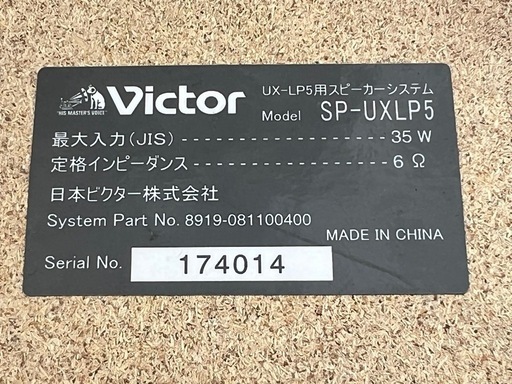 "HIS MASTER'S VOICE"
Victor
UX-LP5用スピーカーシステム
Model SP-UXLP5
最大入力(JIS) -------------------- 35 W
定格インピーダンス -------------------- 6 Ω
日本ビクター株式会社
System Part No. 8919-081100400
MADE IN CHINA
Serial No. 174014